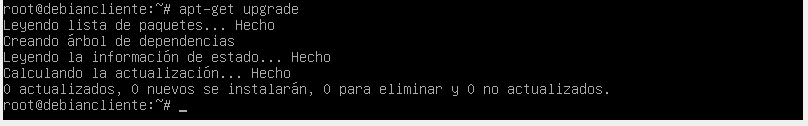 root@debiancliente:~# apt-get upgrade
Leyendo lista de paquetes... Hecho
Creando árbol de dependencias
Leyendo la información de estado... Hecho
Calculando la actualización... Hecho
0 actualizados, 0 nuevos se instalarán, 0 para eliminar y 0 no actualizados.
root@debiancliente:~# _